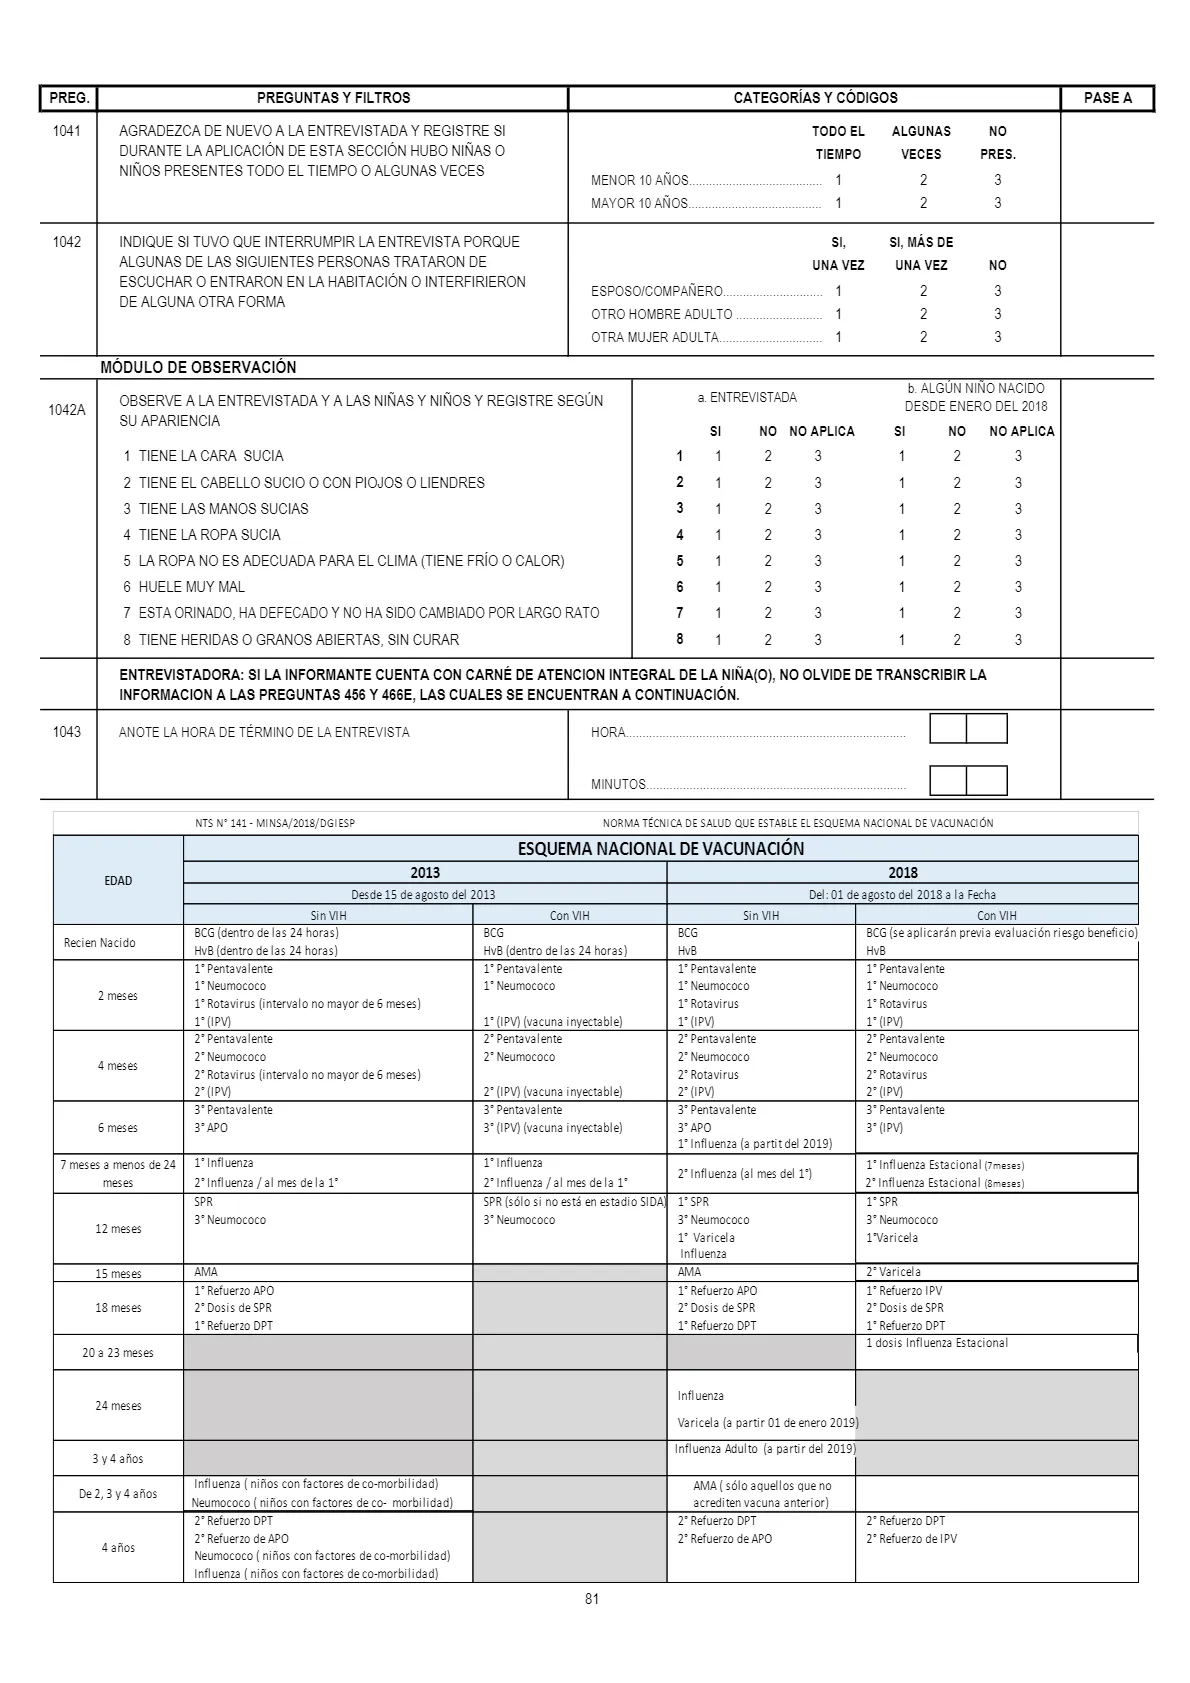 PREG. PREGUNTAS Y FILTROS CATEGORÍAS Y CÓDIGOS PASE A
1041 AGRADEZCA DE NUEVO A LA ENTREVISTADA Y REGISTRE SI
DURANTE LA APLICACIÓN DE ESTA SECCIÓN HUBO NIÑAS O
NIÑOS PRESENTES TODO EL TIEMPO O ALGUNAS VECES
TODO EL ALGUNAS NO
TIEMPO VECES PRES.
MENOR 10 AÑOS........................................ 1 2 3
MAYOR 10 AÑOS........................................ 1 2 3
1042 INDIQUE SI TUVO QUE INTERRUMPIR LA ENTREVISTA PORQUE
ALGUNAS DE LAS SIGUIENTES PERSONAS TRATARON DE
ESCUCHAR O ENTRARON EN LA HABITACIÓN O INTERFIRIERON
DE ALGUNA OTRA FORMA
SI, SI, MÁS DE
UNA VEZ UNA VEZ NO
ESPOSO/COMPAÑERO.............................. 1 2 3
OTRO HOMBRE ADULTO .......................... 1 2 3
OTRA MUJER ADULTA............................... 1 2 3
MÓDULO DE OBSERVACIÓN
1042A OBSERVE A LA ENTREVISTADA Y A LAS NIÑAS Y NIÑOS Y REGISTRE SEGÚN
SU APARIENCIA
a. ENTREVISTADA b. ALGÚN NIÑO NACIDO
DESDE ENERO DEL 2018
SI NO NO APLICA SI NO NO APLICA
1 TIENE LA CARA SUCIA 1 1 2 3 1 2 3
2 TIENE EL CABELLO SUCIO O CON PIOJOS O LIENDRES 2 1 2 3 1 2 3
3 TIENE LAS MANOS SUCIAS 3 1 2 3 1 2 3
4 TIENE LA ROPA SUCIA 4 1 2 3 1 2 3
5 LA ROPA NO ES ADECUADA PARA EL CLIMA (TIENE FRÍO O CALOR) 5 1 2 3 1 2 3
6 HUELE MUY MAL 6 1 2 3 1 2 3
7 ESTA ORINADO, HA DEFECADO Y NO HA SIDO CAMBIADO POR LARGO RATO 7 1 2 3 1 2 3
8 TIENE HERIDAS O GRANOS ABIERTAS, SIN CURAR 8 1 2 3 1 2 3
ENTREVISTADORA: SI LA INFORMANTE CUENTA CON CARNÉ DE ATENCION INTEGRAL DE LA NIÑA(O), NO OLVIDE DE TRANSCRIBIR LA
INFORMACION A LAS PREGUNTAS 456 Y 466E, LAS CUALES SE ENCUENTRAN A CONTINUACIÓN.
1043 ANOTE LA HORA DE TÉRMINO DE LA ENTREVISTA HORA....................................................................................
MINUTOS..............................................................................
NTS N° 141 - MINSA/2018/DGIESP NORMA TÉCNICA DE SALUD QUE ESTABLE EL ESQUEMA NACIONAL DE VACUNACIÓN
EDAD ESQUEMA NACIONAL DE VACUNACIÓN
2013 2018
Desde 15 de agosto del 2013 Del: 01 de agosto del 2018 a la Fecha
Sin VIH Con VIH Sin VIH Con VIH
Recien Nacido
BCG (dentro de las 24 horas) BCG BCG BCG (se aplicarán previa evaluación riesgo beneficio)
HvB (dentro de las 24 horas) HvB (dentro de las 24 horas) HvB HvB
2 meses
1° Pentavalente 1° Pentavalente 1° Pentavalente 1° Pentavalente
1° Neumococo 1° Neumococo 1° Neumococo 1° Neumococo
1° Rotavirus (intervalo no mayor de 6 meses) 1° Rotavirus 1° Rotavirus
1° (IPV) 1° (IPV) (vacuna inyectable) 1° (IPV) 1° (IPV)
4 meses
2° Pentavalente 2° Pentavalente 2° Pentavalente 2° Pentavalente
2° Neumococo 2° Neumococo 2° Neumococo 2° Neumococo
2° Rotavirus (intervalo no mayor de 6 meses) 2° Rotavirus 2° Rotavirus
2° (IPV) 2° (IPV) (vacuna inyectable) 2° (IPV) 2° (IPV)
6 meses
3° Pentavalente 3° Pentavalente 3° Pentavalente 3° Pentavalente
3° APO 3° (IPV) (vacuna inyectable) 3° APO 3° (IPV)
1° Influenza (a partit del 2019)
7 meses a menos de 24
meses
1° Influenza 1° Influenza 2° Influenza (al mes del 1°) 1° Influenza Estacional (7meses)
2° Influenza / al mes de la 1° 2° Influenza / al mes de la 1° 2° Influenza Estacional (8meses)
12 meses
SPR SPR (sólo si no está en estadio SIDA) 1° SPR 1° SPR
3° Neumococo 3° Neumococo 3° Neumococo 3° Neumococo
1° Varicela 1°Varicela
Influenza
15 meses AMA AMA 2° Varicela
18 meses
1° Refuerzo APO 1° Refuerzo APO 1° Refuerzo IPV
2° Dosis de SPR 2° Dosis de SPR 2° Dosis de SPR
1° Refuerzo DPT 1° Refuerzo DPT 1° Refuerzo DPT
20 a 23 meses 1 dosis Influenza Estacional
24 meses
Influenza
Varicela (a partir 01 de enero 2019)
3 y 4 años Influenza Adulto (a partir del 2019)
De 2, 3 y 4 años
Influenza ( niños con factores de co-morbilidad) AMA ( sólo aquellos que no
Neumococo ( niños con factores de co- morbilidad) acrediten vacuna anterior)
4 años
2° Refuerzo DPT 2° Refuerzo DPT 2° Refuerzo DPT
2° Refuerzo de APO 2° Refuerzo de APO 2° Refuerzo de IPV
Neumococo ( niños con factores de co-morbilidad)
Influenza ( niños con factores de co-morbilidad)
81